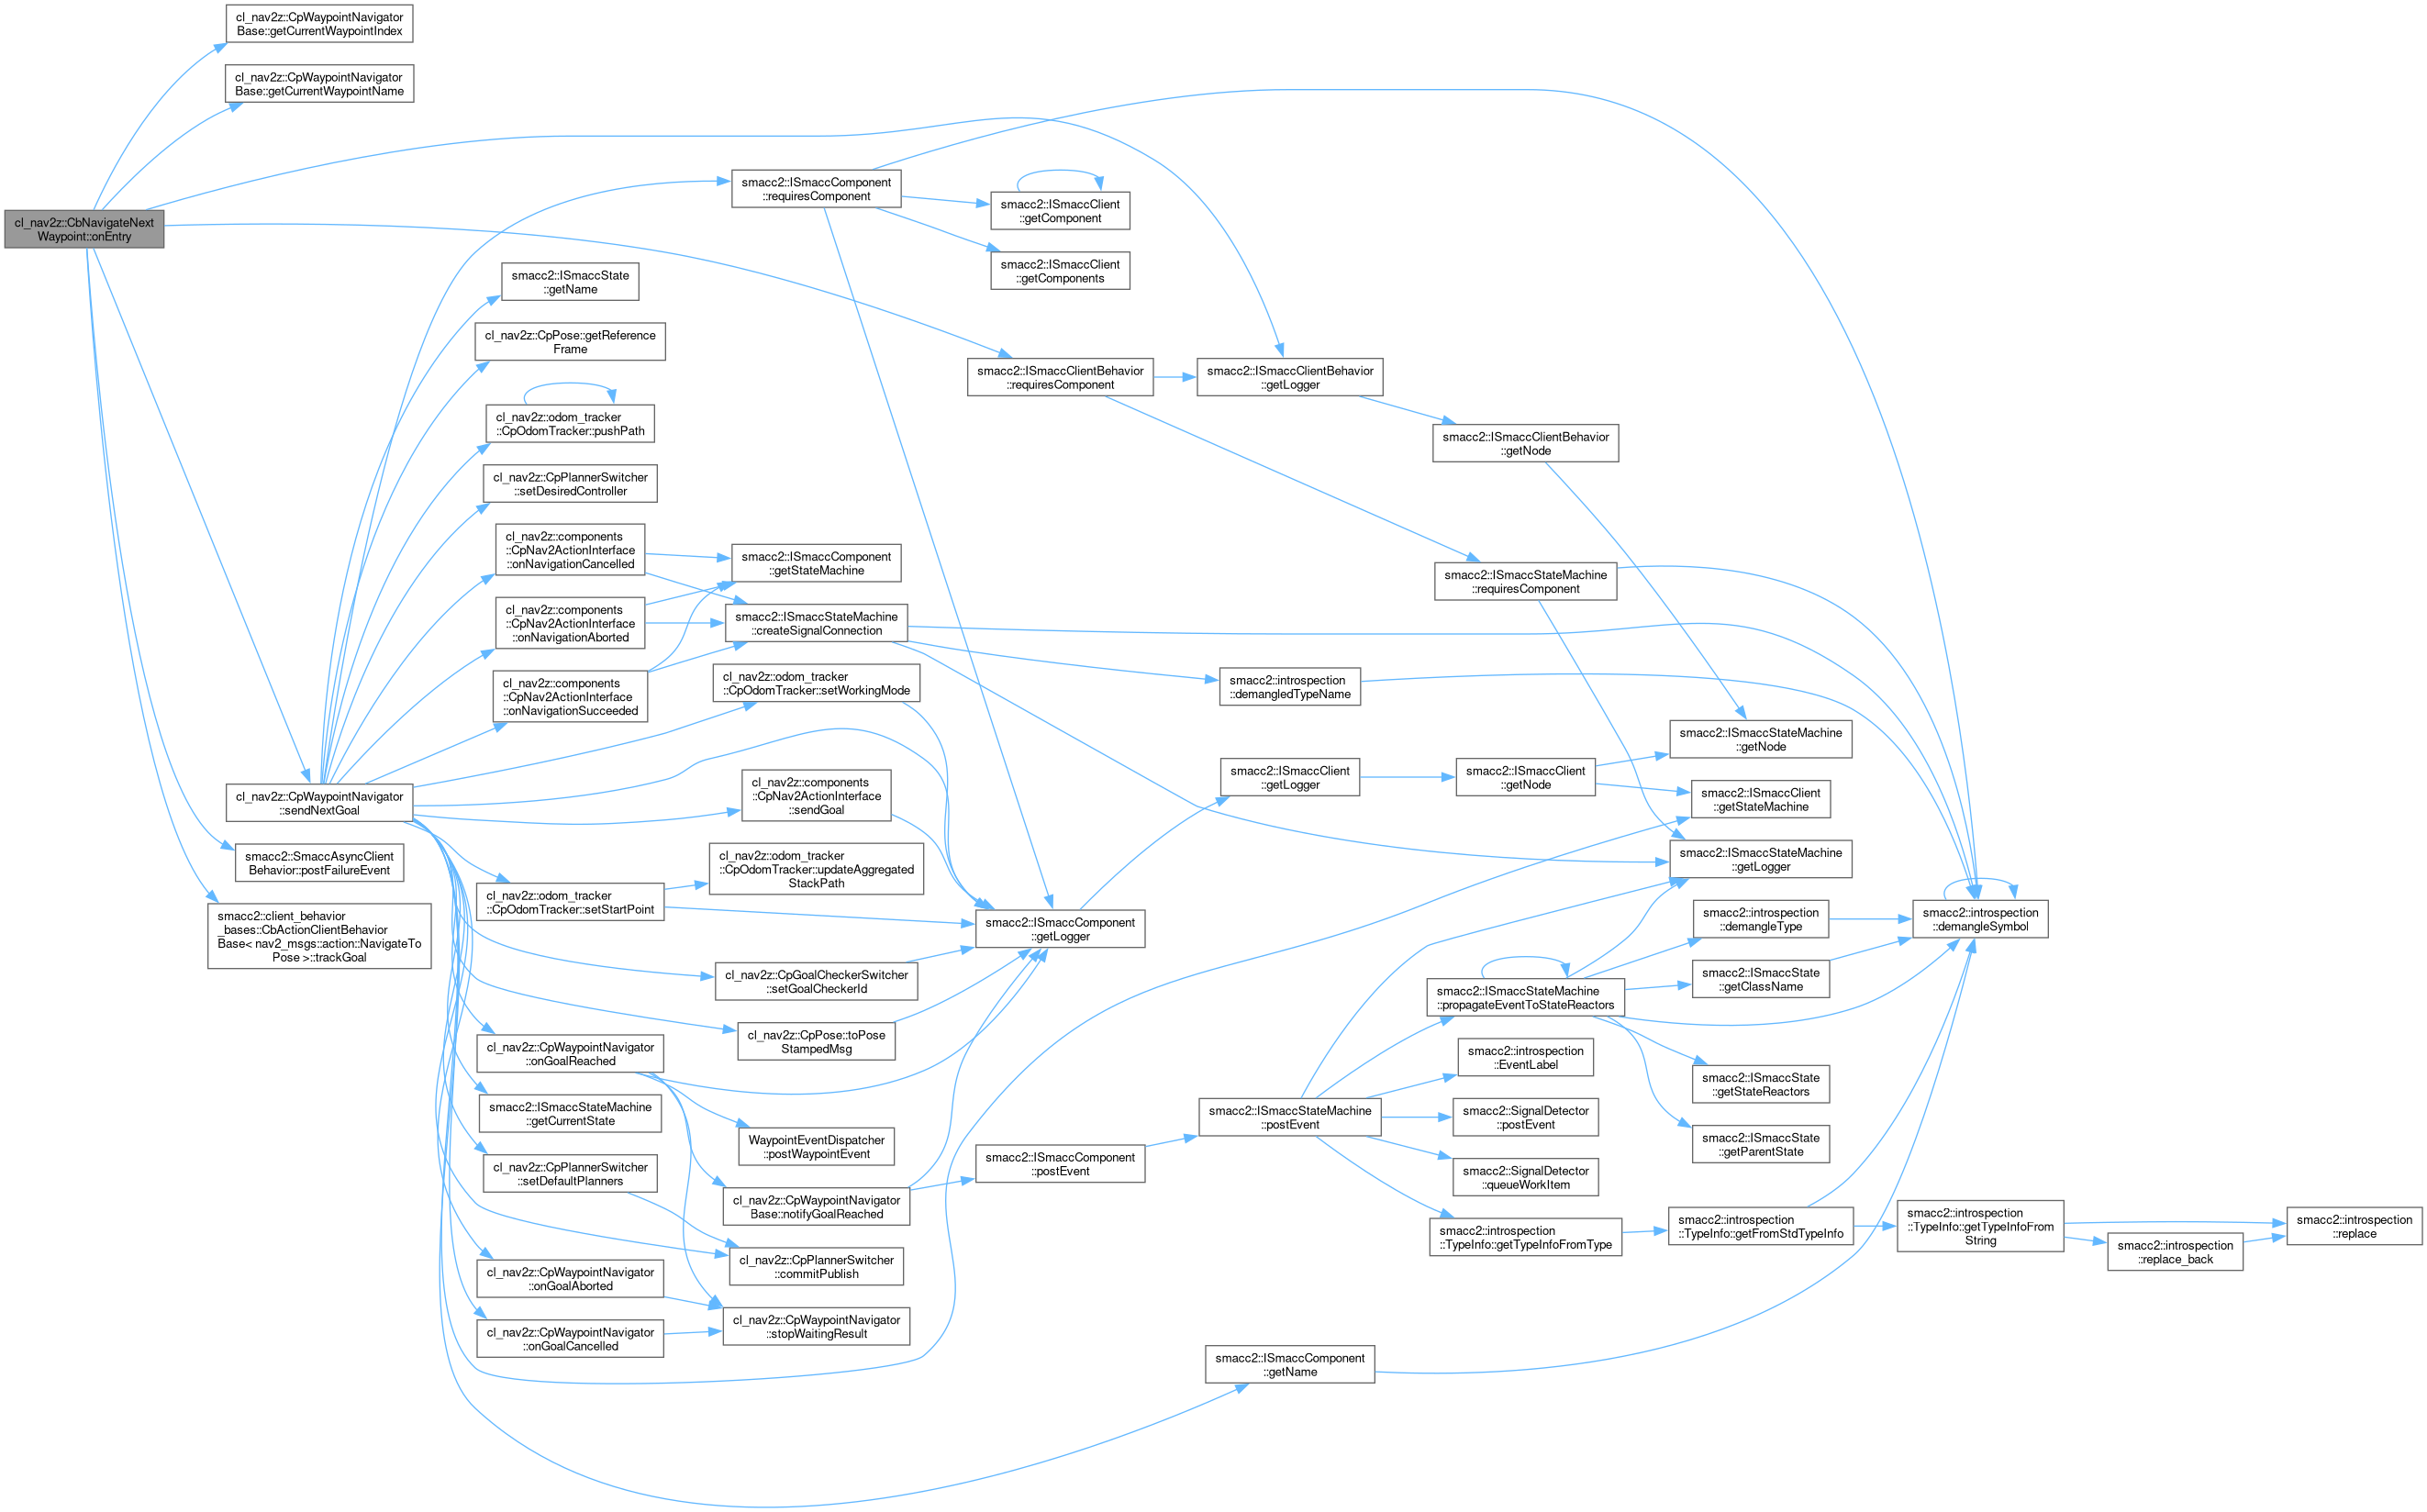 cl_nav2z::CbNavigateNext
Waypoint::onEntry
cl_nav2z::CpWaypointNavigator
Base::getCurrentWaypointIndex
cl_nav2z::CpWaypointNavigator
Base::getCurrentWaypointName
cl_nav2z::CpWaypointNavigator
::sendNextGoal
smacc2::SmaccAsyncClient
Behavior::postFailureEvent
smacc2::client_behavior
_bases::CbActionClientBehavior
Base< nav2_msgs::action::NavigateTo
Pose >::trackGoal
smacc2::ISmaccState
::getName
cl_nav2z::CpPose::getReference
Frame
cl_nav2z::odom_tracker
::CpOdomTracker::pushPath
cl_nav2z::CpPlannerSwitcher
::setDesiredController
cl_nav2z::components
::CpNav2ActionInterface
::onNavigationCancelled
cl_nav2z::components
::CpNav2ActionInterface
::onNavigationAborted
cl_nav2z::components
::CpNav2ActionInterface
::onNavigationSucceeded
cl_nav2z::odom_tracker
::CpOdomTracker::setStartPoint
cl_nav2z::CpWaypointNavigator
::onGoalReached
smacc2::ISmaccStateMachine
::getCurrentState
cl_nav2z::CpPlannerSwitcher
::setDefaultPlanners
cl_nav2z::CpWaypointNavigator
::onGoalAborted
cl_nav2z::CpWaypointNavigator
::onGoalCancelled
smacc2::ISmaccComponent
::requiresComponent
smacc2::ISmaccComponent
::getStateMachine
smacc2::ISmaccStateMachine
::createSignalConnection
cl_nav2z::odom_tracker
::CpOdomTracker::setWorkingMode
cl_nav2z::components
::CpNav2ActionInterface
::sendGoal
cl_nav2z::odom_tracker
::CpOdomTracker::updateAggregated
StackPath
cl_nav2z::CpGoalCheckerSwitcher
::setGoalCheckerId
cl_nav2z::CpPose::toPose
StampedMsg
WaypointEventDispatcher
::postWaypointEvent
cl_nav2z::CpWaypointNavigator
Base::notifyGoalReached
cl_nav2z::CpPlannerSwitcher
::commitPublish
cl_nav2z::CpWaypointNavigator
::stopWaitingResult
smacc2::ISmaccClient
::getComponent
smacc2::ISmaccClient
::getComponents
smacc2::ISmaccClientBehavior
::requiresComponent
smacc2::ISmaccComponent
::getLogger
smacc2::ISmaccComponent
::postEvent
smacc2::ISmaccClientBehavior
::getLogger
smacc2::introspection
::demangledTypeName
smacc2::ISmaccClient
::getLogger
smacc2::ISmaccStateMachine
::postEvent
smacc2::ISmaccComponent
::getName
smacc2::ISmaccClientBehavior
::getNode
smacc2::ISmaccStateMachine
::requiresComponent
smacc2::ISmaccClient
::getNode
smacc2::ISmaccStateMachine
::propagateEventToStateReactors
smacc2::introspection
::EventLabel
smacc2::SignalDetector
::postEvent
smacc2::SignalDetector
::queueWorkItem
smacc2::introspection
::TypeInfo::getTypeInfoFromType
smacc2::ISmaccStateMachine
::getNode
smacc2::ISmaccClient
::getStateMachine
smacc2::ISmaccStateMachine
::getLogger
smacc2::introspection
::demangleType
smacc2::ISmaccState
::getClassName
smacc2::ISmaccState
::getStateReactors
smacc2::ISmaccState
::getParentState
smacc2::introspection
::TypeInfo::getFromStdTypeInfo
smacc2::introspection
::demangleSymbol
smacc2::introspection
::TypeInfo::getTypeInfoFrom
String
smacc2::introspection
::replace_back
smacc2::introspection
::replace